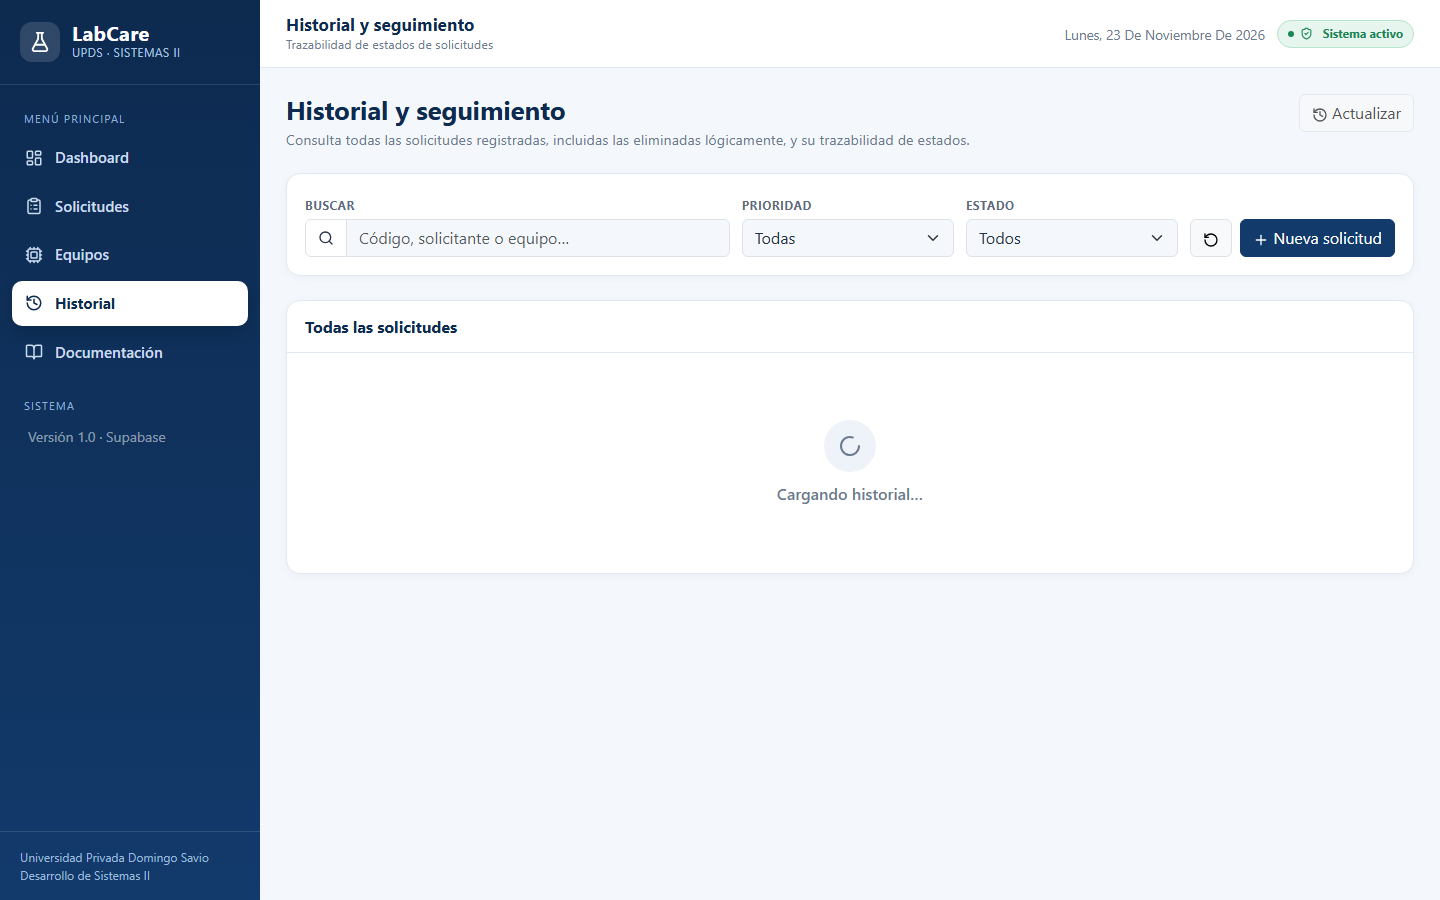 LabCare
UPDS · SISTEMAS II
MENÚ PRINCIPAL
Dashboard
Solicitudes
Equipos
Historial
Documentación
SISTEMA
Versión 1.0 · Supabase
Universidad Privada Domingo Savio
Desarrollo de Sistemas II
Historial y seguimiento
Trazabilidad de estados de solicitudes
Lunes, 23 De Noviembre De 2026
Sistema activo
Historial y seguimiento
Consulta todas las solicitudes registradas, incluidas las eliminadas lógicamente, y su trazabilidad de estados.
Actualizar
BUSCAR
Código, solicitante o equipo...
PRIORIDAD
Todas
ESTADO
Todos
+ Nueva solicitud
Todas las solicitudes
Cargando historial...